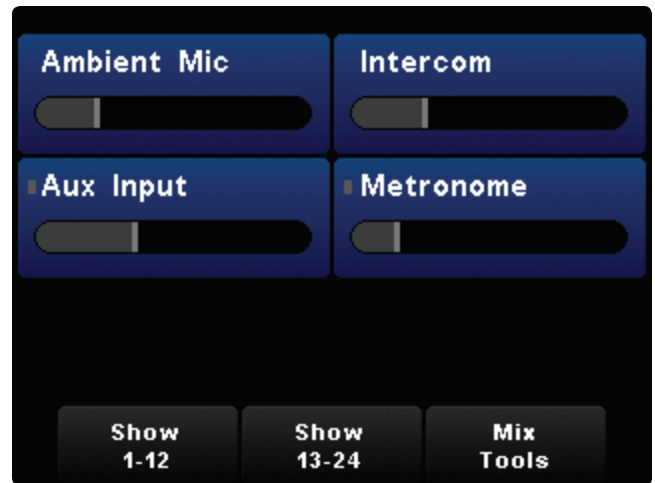 Ambient Mic
Intercom
Aux Input
Metronome
Show
1-12
Show
13-24
Mix
Tools